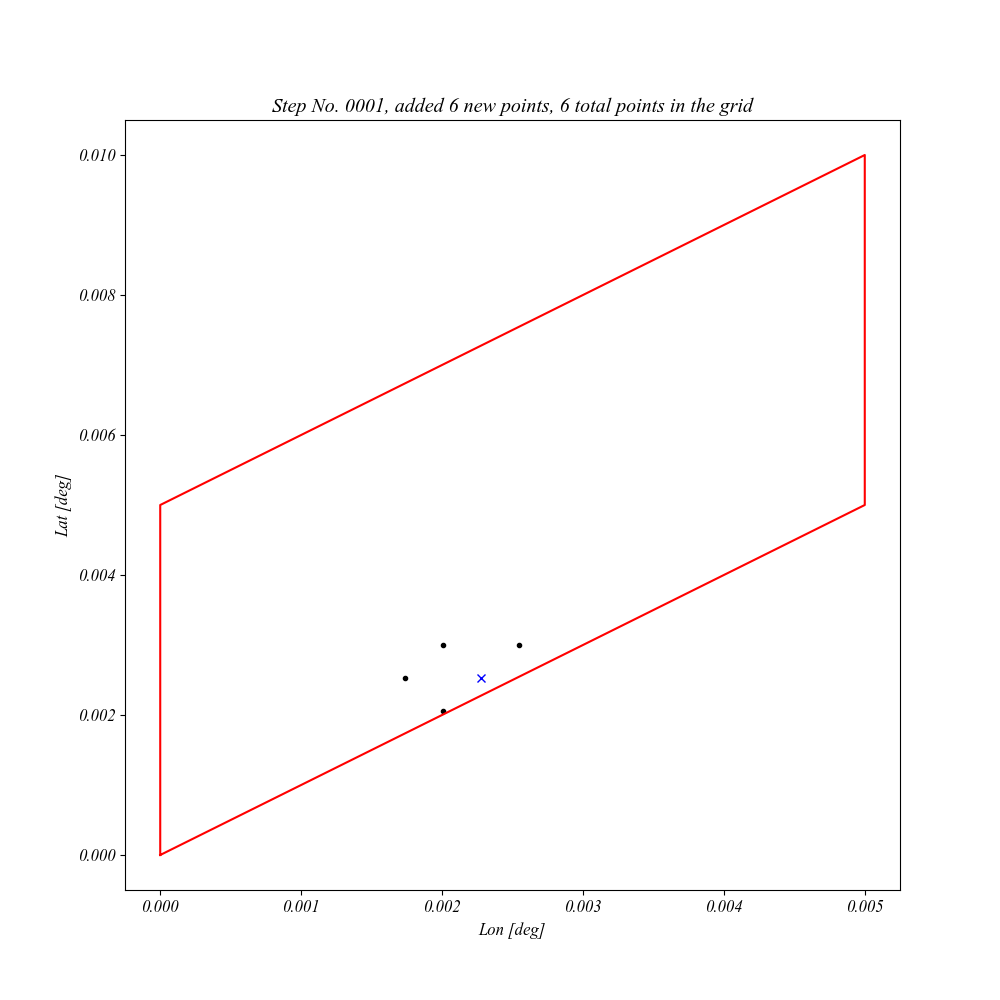 Step No. 0001, added 6 new points, 6 total points in the grid
0.010
0.008
0.006
0.004
0.002
0.000
Lat [deg]
0.000 0.001 0.002 0.003 0.004 0.005
Lon [deg]